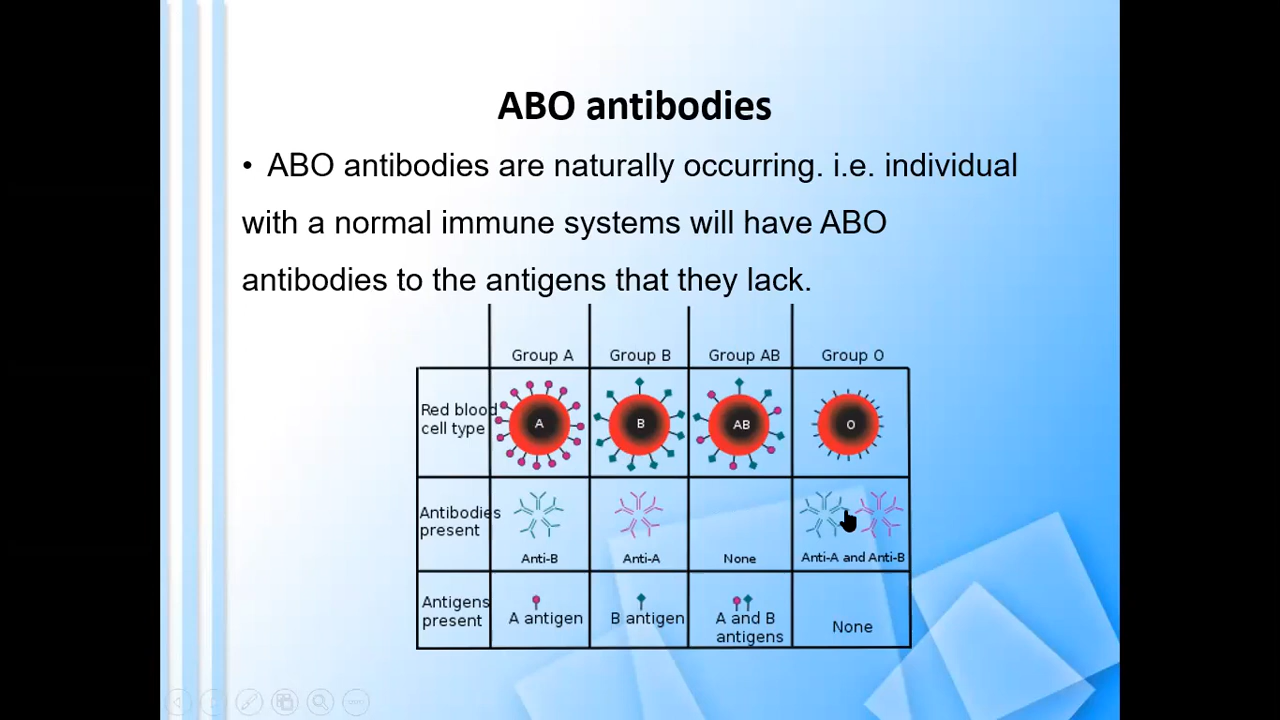 ABO antibodies
• ABO antibodies are naturally occurring. i.e. individual
with a normal immune systems will have ABO
antibodies to the antigens that they lack.
Group A Group B Group AB Group O
Red blood
cell type
A B AB O
Antibodies
present
Anti-B Anti-A None Anti-A and Anti-B
Antigens
present
A antigen B antigen A and B
antigens
None